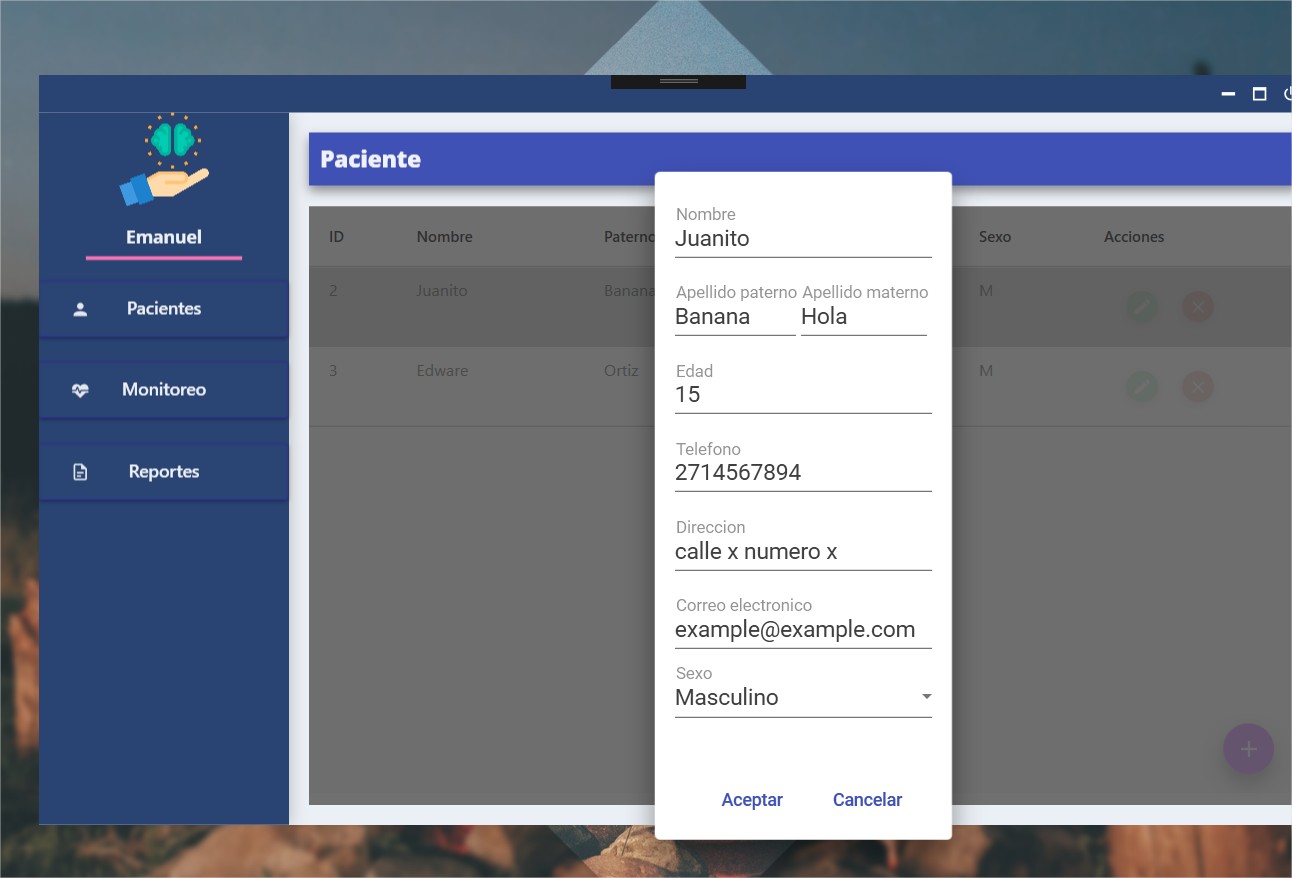 Paciente
Emanuel
Pacientes
Monitoreo
Reportes
ID Nombre Paterno Sexo Acciones
2 Juanito Banana M
3 Edware Ortiz M
Nombre
Juanito
Apellido paterno Apellido materno
Banana Hola
Edad
15
Telefono
2714567894
Direccion
calle x numero x
Correo electronico
example@example.com
Sexo
Masculino
Aceptar Cancelar